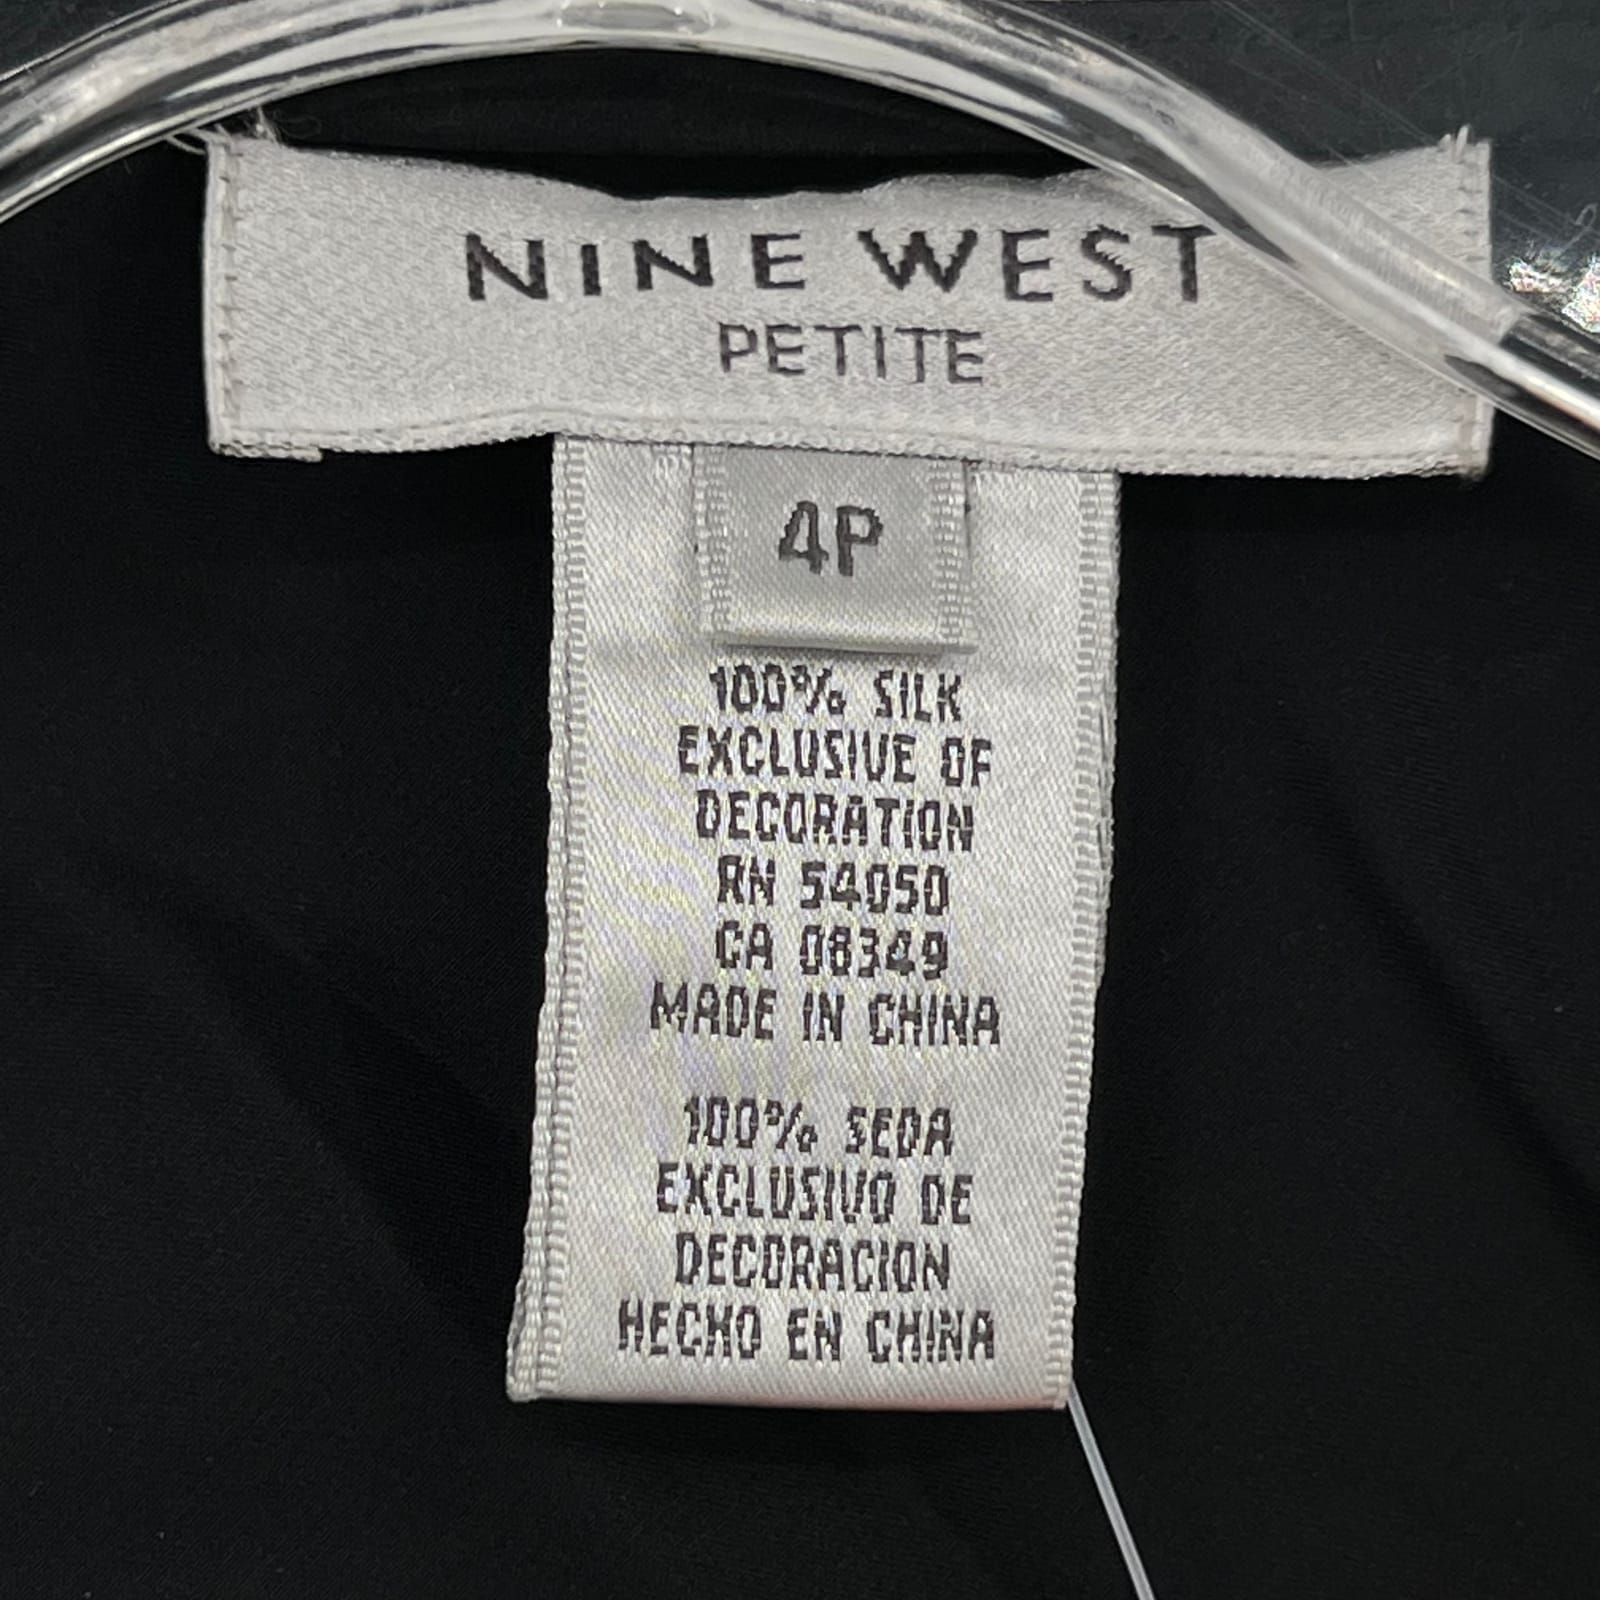 NINE WEST
PETITE
4P
100% SILK
EXCLUSIVE OF
DECORATION
RN 54050
CA 08349
MADE IN CHINA
100% SEDA
EXCLUSIVO DE
DECORACION
HECHO EN CHINA